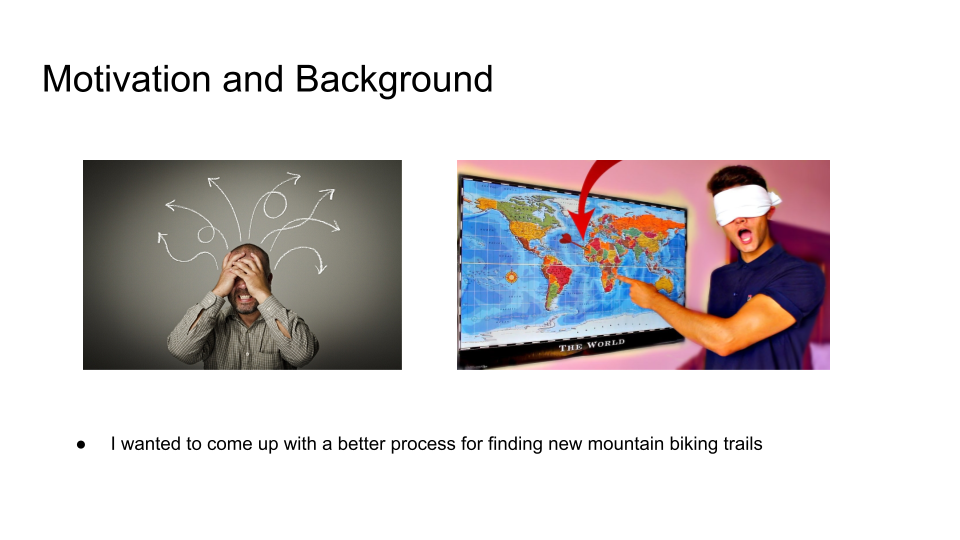 Motivation and Background
THE WORLD
● I wanted to come up with a better process for finding new mountain biking trails